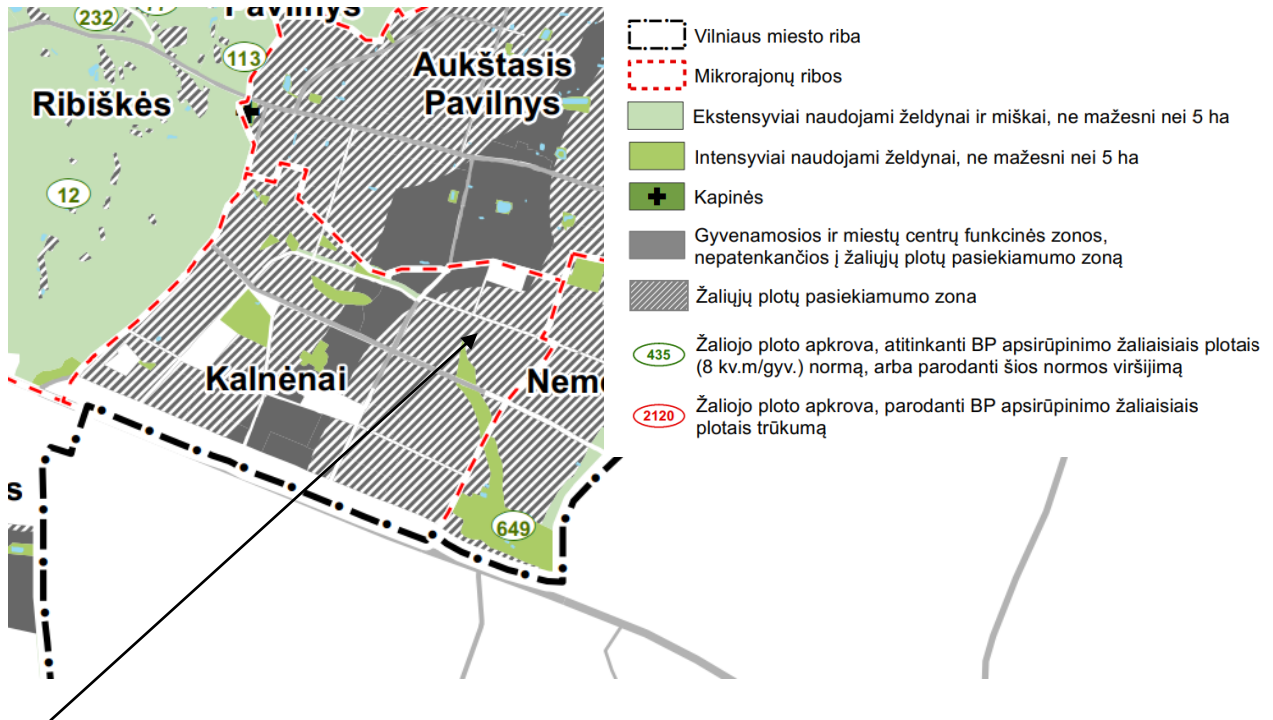 232
Pavilnys
113
Aukštasis
Pavilnys
Ribiškės
12
Kalnėnai
Nem
649
s
Vilniaus miesto riba
Mikrorajonų ribos
Ekstensyviai naudojami želdynai ir miškai, ne mažesni nei 5 ha
Intensyviai naudojami želdynai, ne mažesni nei 5 ha
Kapinės
Gyvenamosios ir miestų centrų funkcinės zonos,
nepatenkančios į žaliųjų plotų pasiekiamumo zoną
Žaliųjų plotų pasiekiamumo zona
435
Žaliojo ploto apkrova, atitinkanti BP apsirūpinimo žaliaisiais plotais
(8 kv.m/gyv.) normą, arba parodanti šios normos viršijimą
2120
Žaliojo ploto apkrova, parodanti BP apsirūpinimo žaliaisiais
plotais trūkumą